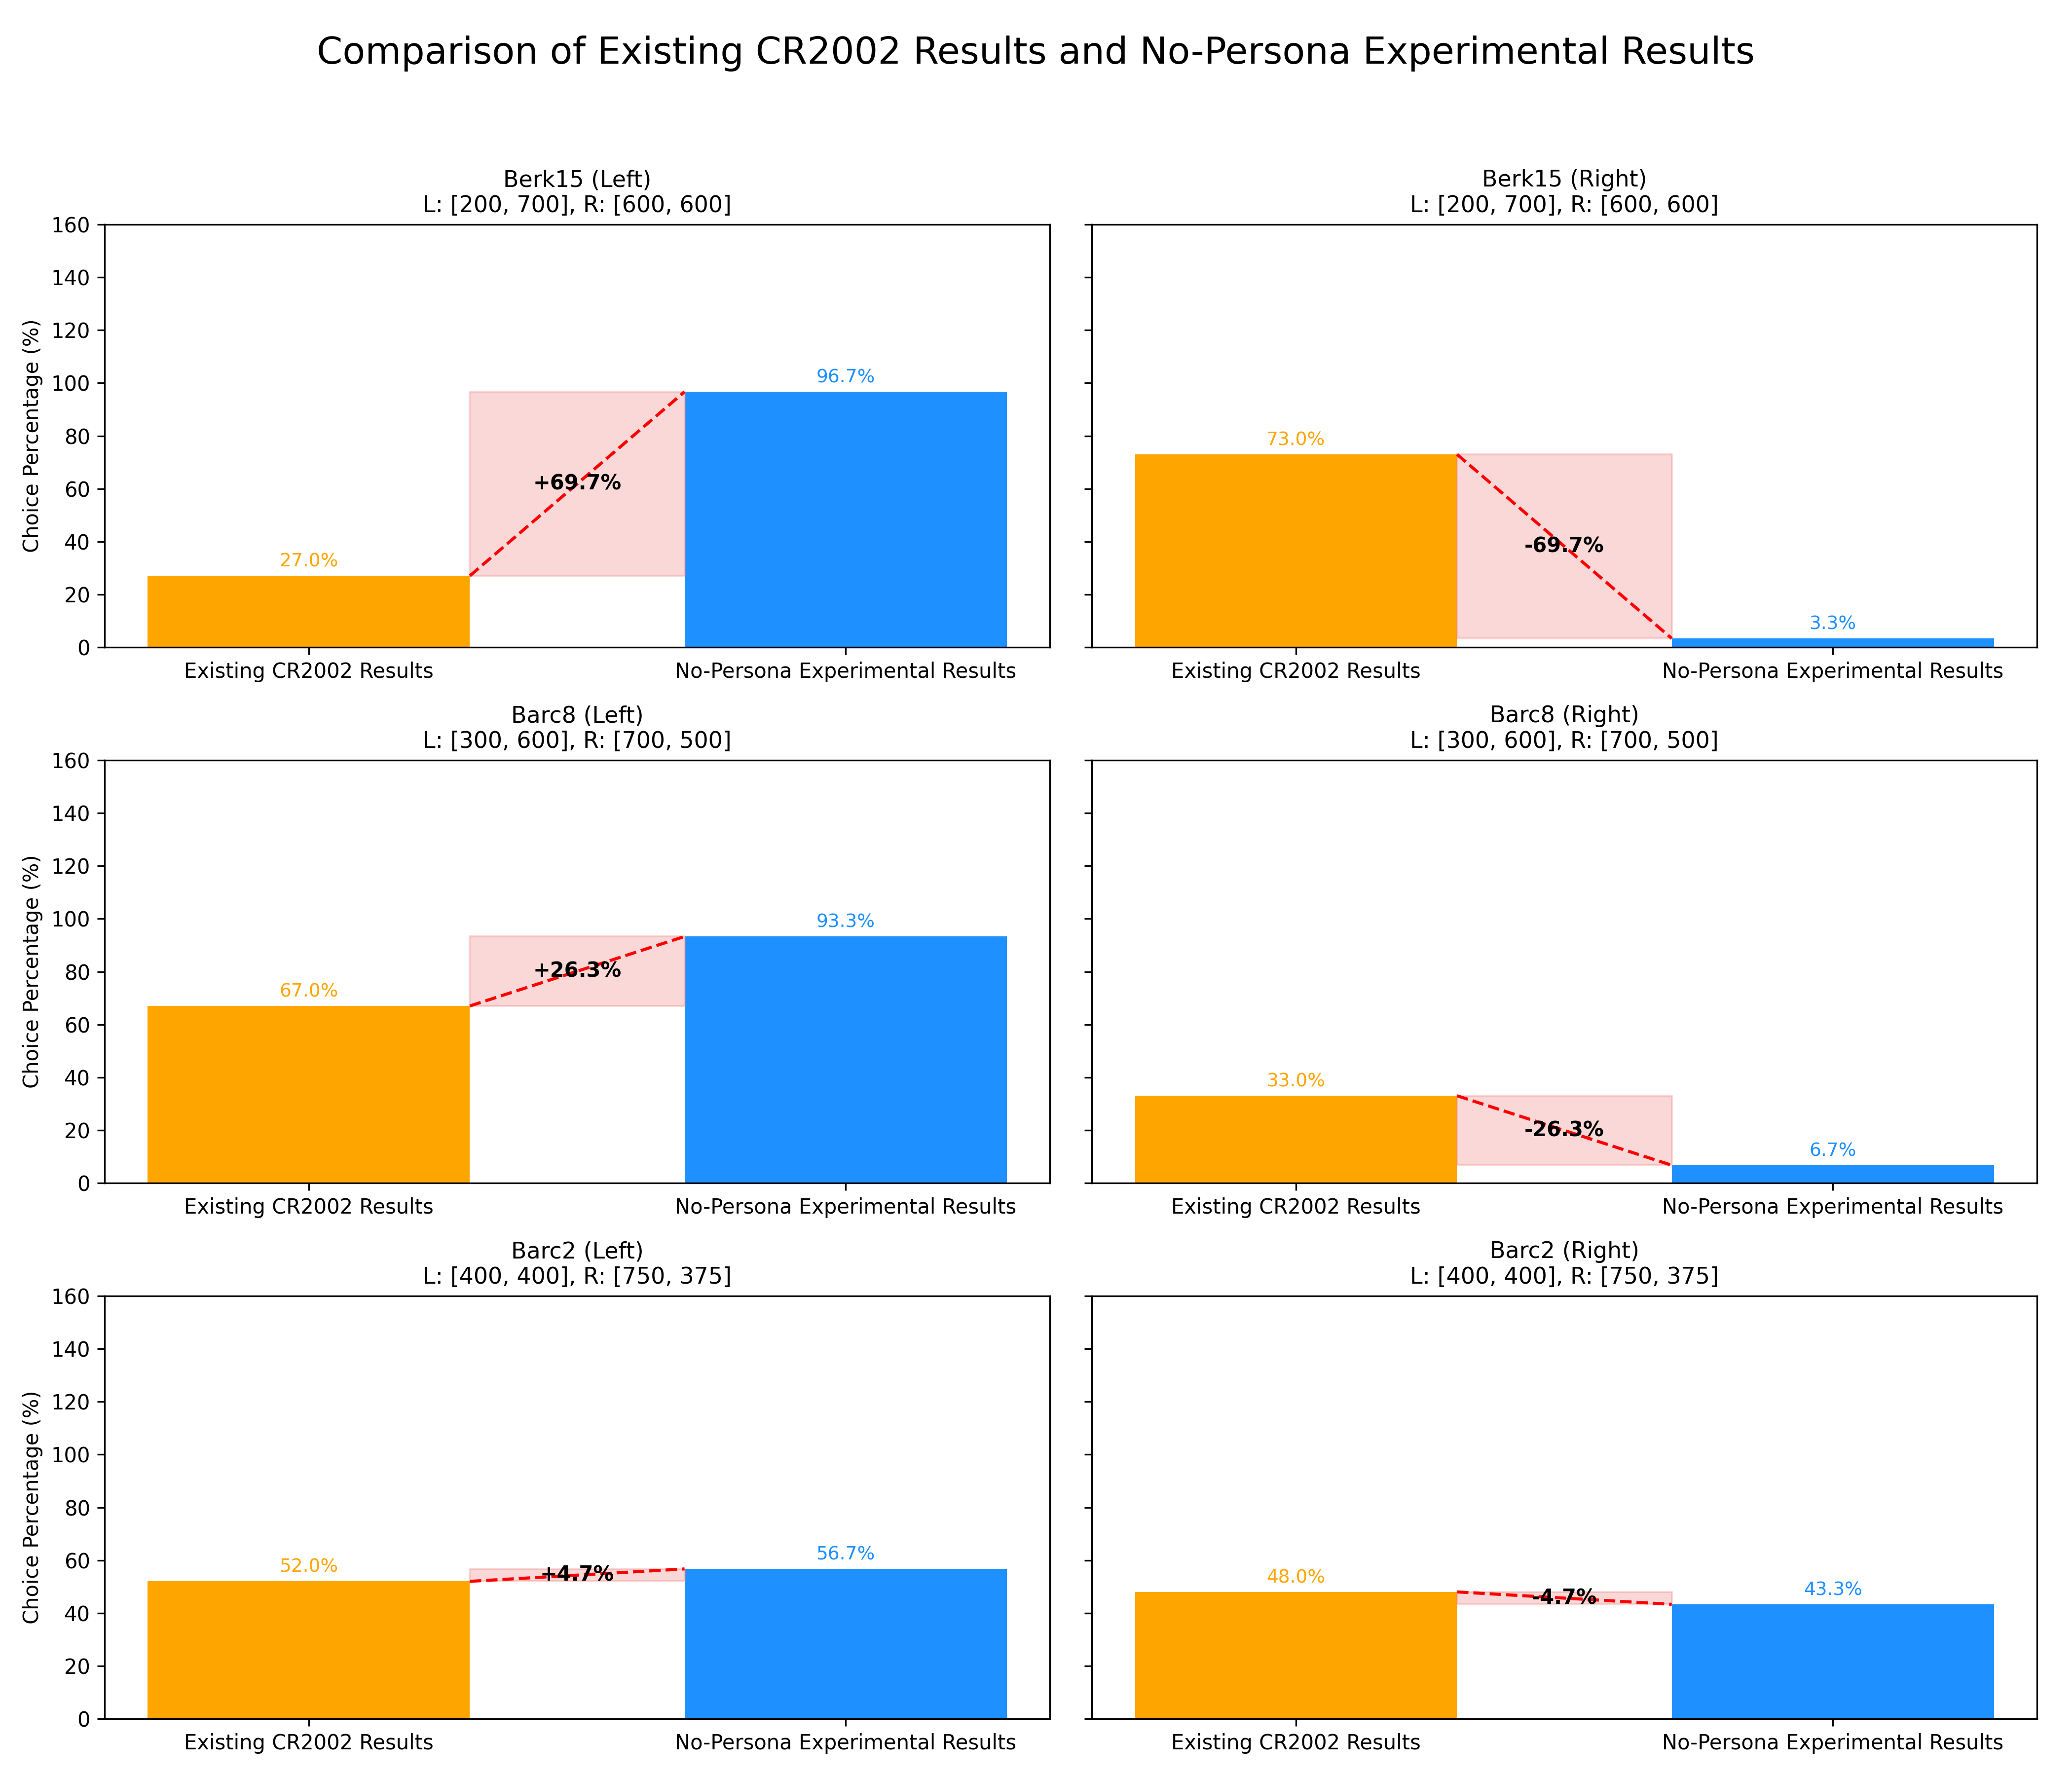 Comparison of Existing CR2002 Results and No-Persona Experimental Results
Berk15 (Left)
L: [200, 700], R: [600, 600]
Choice Percentage (%)
160
140
120
100
80
60
40
20
0
27.0%
+69.7%
96.7%
Existing CR2002 Results
No-Persona Experimental Results
Berk15 (Right)
L: [200, 700], R: [600, 600]
73.0%
-69.7%
3.3%
Existing CR2002 Results
No-Persona Experimental Results
Barc8 (Left)
L: [300, 600], R: [700, 500]
Choice Percentage (%)
160
140
120
100
80
60
40
20
0
67.0%
+26.3%
93.3%
Existing CR2002 Results
No-Persona Experimental Results
Barc8 (Right)
L: [300, 600], R: [700, 500]
33.0%
-26.3%
6.7%
Existing CR2002 Results
No-Persona Experimental Results
Barc2 (Left)
L: [400, 400], R: [750, 375]
Choice Percentage (%)
160
140
120
100
80
60
40
20
0
52.0%
+4.7%
56.7%
Existing CR2002 Results
No-Persona Experimental Results
Barc2 (Right)
L: [400, 400], R: [750, 375]
48.0%
-4.7%
43.3%
Existing CR2002 Results
No-Persona Experimental Results